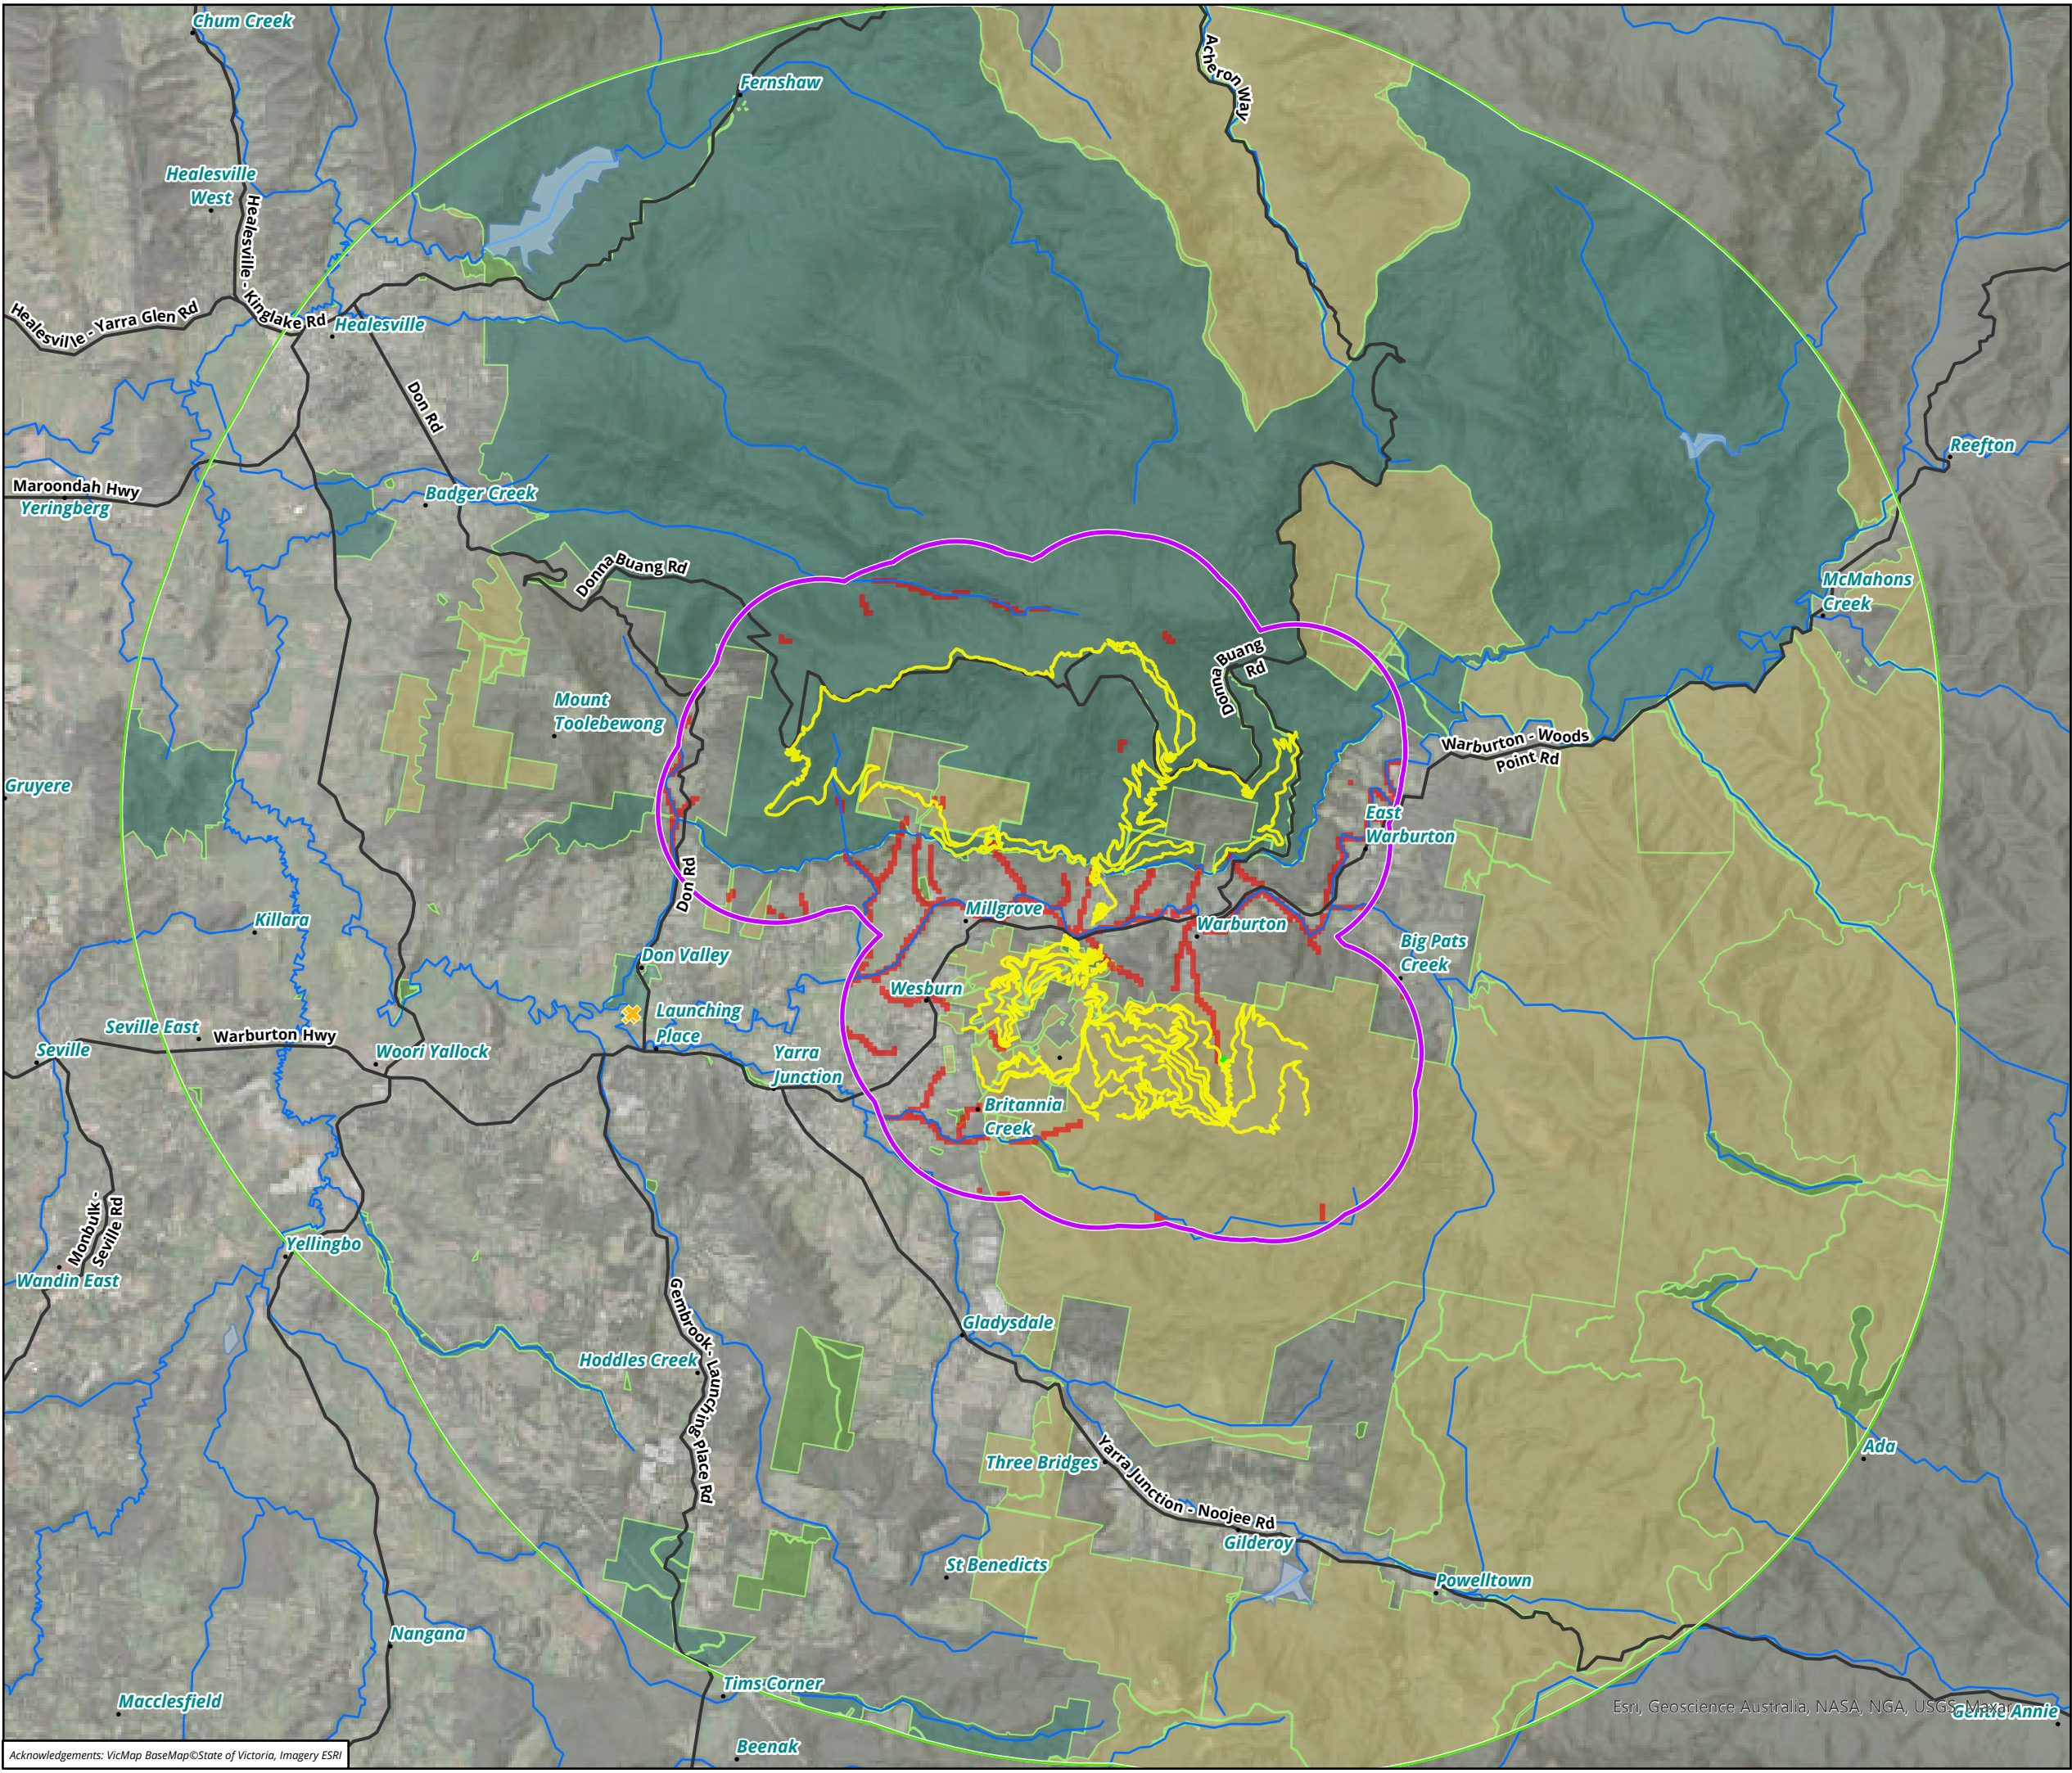 Chum Creek
Fernshaw
Acheron Way
Healesville
West
Healesville - Kinglake Rd
Healesville - Yarra Glen Rd
Healesville
Don Rd
Reefton
Maroondah Hwy
Yeringberg
Badger Creek
Donna Buang Rd
McMahons
Creek
Donna Buang
Rd
Mount
Toolebewong
Warburton - Woods
Point Rd
Gruyere
East
Warburton
Don Rd
Millgrove
Killara
Warburton
Big Pats
Creek
Don Valley
Wesburn
Launching
Place
Seville East
Warburton Hwy
Seville
Woori Yallock
Yarra
Junction
Britannia
Creek
Monbulk -
Seville Rd
Yellingbo
Wandin East
Gembrook - Launching Place Rd
Gladysdale
Hoddles Creek
Ada
Three Bridges
Yarra Junction - Noojee Rd
Gilderoy
St Benedicts
Powelltown
Nangana
Tims Corner
Macclesfield
Esri, Geoscience Australia, NASA, NGA, USGS, Maxar
Gentle Annie
Beenak
Acknowledgements: VicMap BaseMap©State of Victoria, Imagery ESRI